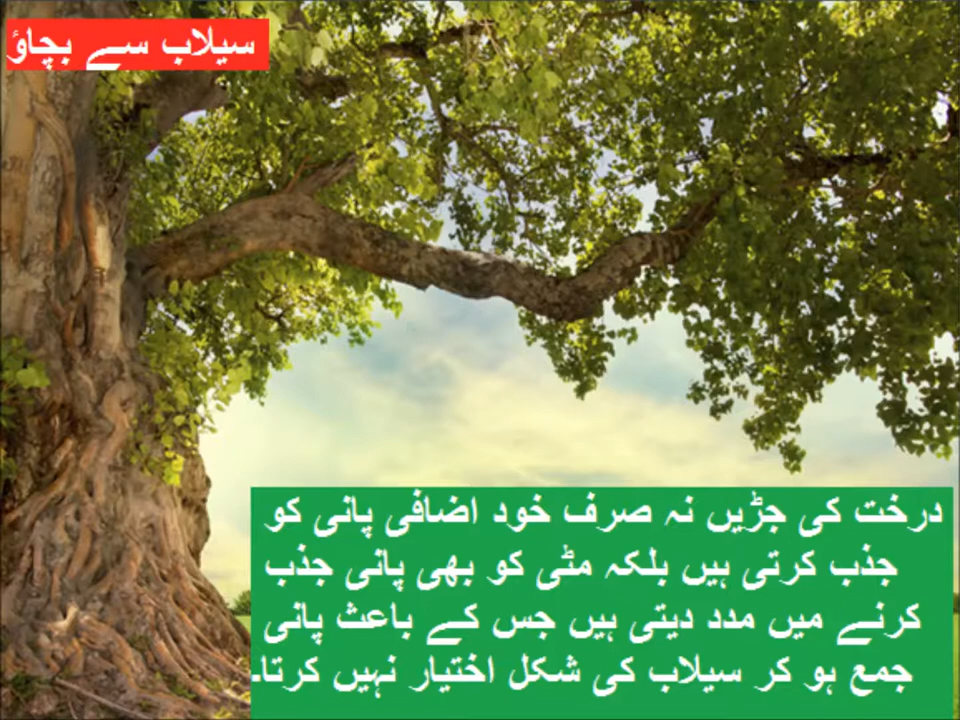 سیلاب سے بچاؤ
درخت کی جڑیں نہ صرف خود اضافی پانی کو
جذب کرتی ہیں بلکہ مٹی کو بھی پانی جذب
کرنے میں مدد دیتی ہیں جس کے باعث پانی
جمع ہو کر سیلاب کی شکل اختیار نہیں کرتا۔